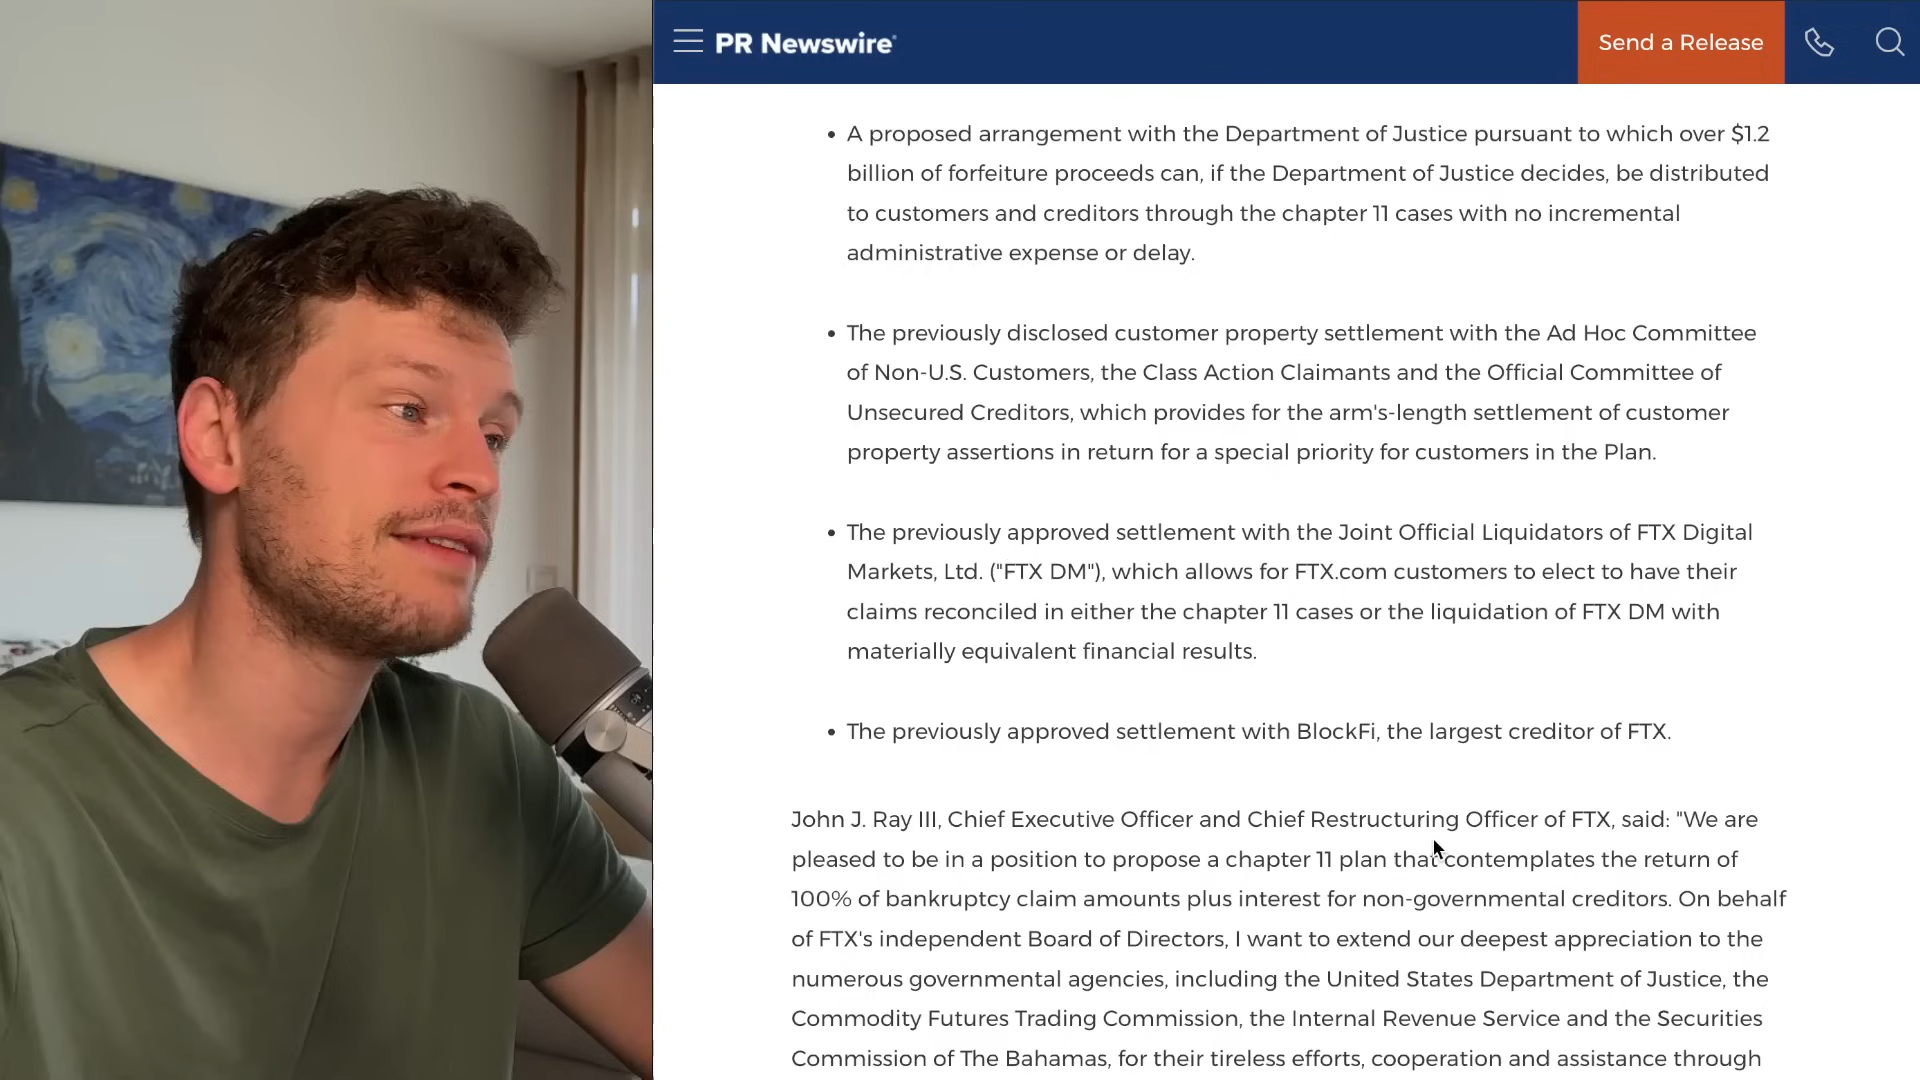 PR Newswire
Send a Release
• A proposed arrangement with the Department of Justice pursuant to which over $1.2
billion of forfeiture proceeds can, if the Department of Justice decides, be distributed
to customers and creditors through the chapter 11 cases with no incremental
administrative expense or delay.
• The previously disclosed customer property settlement with the Ad Hoc Committee
of Non-U.S. Customers, the Class Action Claimants and the Official Committee of
Unsecured Creditors, which provides for the arm's-length settlement of customer
property assertions in return for a special priority for customers in the Plan.
• The previously approved settlement with the Joint Official Liquidators of FTX Digital
Markets, Ltd. ("FTX DM"), which allows for FTX.com customers to elect to have their
claims reconciled in either the chapter 11 cases or the liquidation of FTX DM with
materially equivalent financial results.
• The previously approved settlement with BlockFi, the largest creditor of FTX.
John J. Ray III, Chief Executive Officer and Chief Restructuring Officer of FTX, said: "We are
pleased to be in a position to propose a chapter 11 plan that contemplates the return of
100% of bankruptcy claim amounts plus interest for non-governmental creditors. On behalf
of FTX's independent Board of Directors, I want to extend our deepest appreciation to the
numerous governmental agencies, including the United States Department of Justice, the
Commodity Futures Trading Commission, the Internal Revenue Service and the Securities
Commission of The Bahamas, for their tireless efforts, cooperation and assistance through